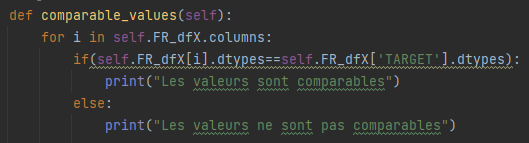 def comparable_values(self):
    for i in self.FR_dfX.columns:
        if(self.FR_dfX[i].dtypes==self.FR_dfX['TARGET'].dtypes):
            print("Les valeurs sont comparables")
        else:
            print("Les valeurs ne sont pas comparables")